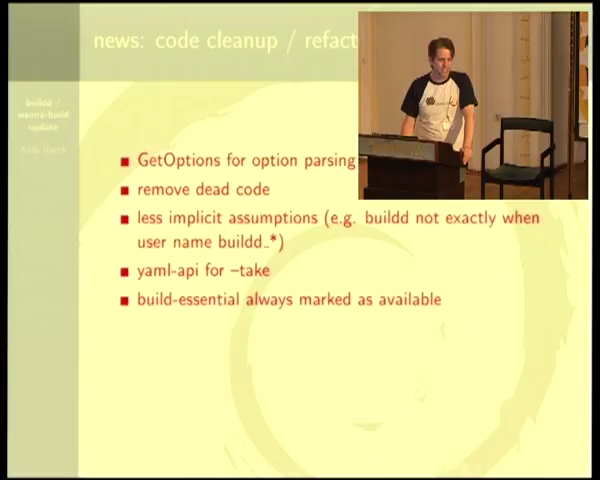 news: code cleanup / refact
buildd /
wanna-build
update
GetOptions for option parsing
remove dead code
less implicit assumptions (e.g. buildd not exactly when
user name buildd_*)
yaml-api for –take
build-essential always marked as available